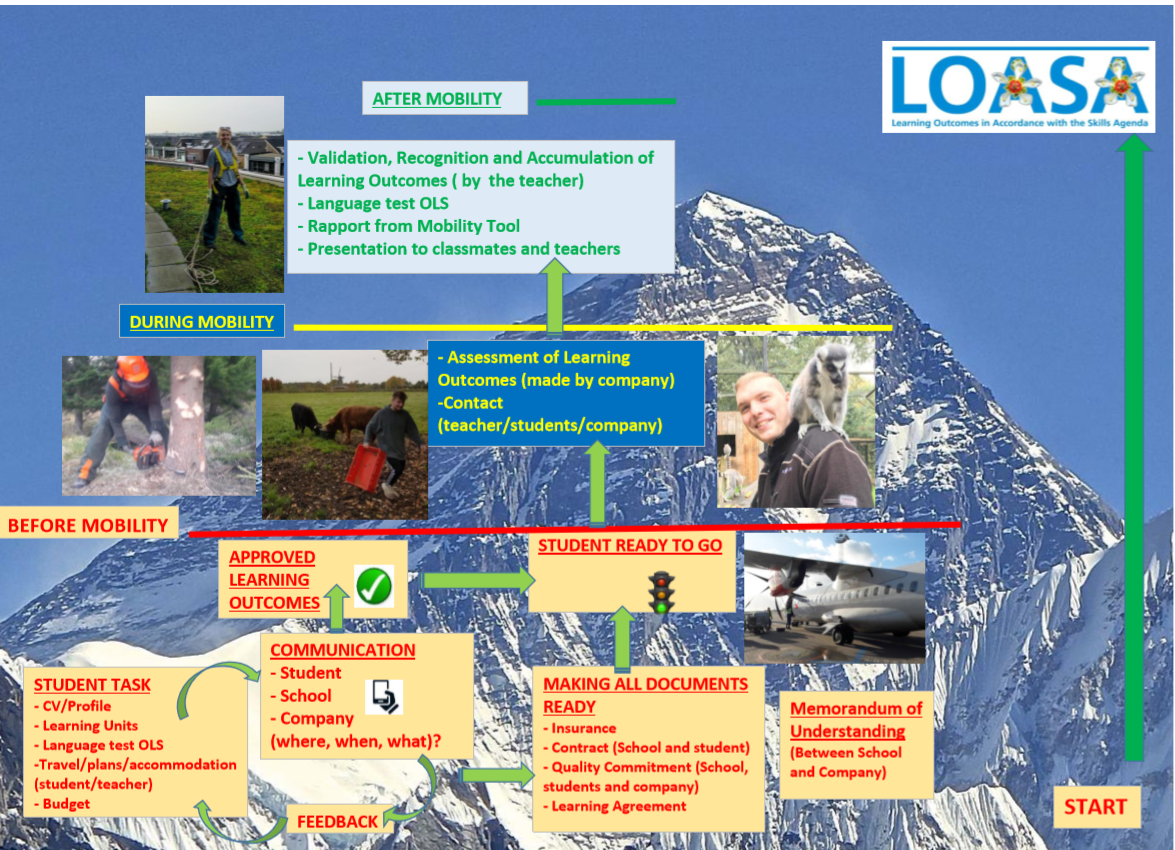 LOASA
Learning Outcomes in Accordance with the Skills Agenda
AFTER MOBILITY
- Validation, Recognition and Accumulation of
Learning Outcomes ( by the teacher)
- Language test OLS
- Rapport from Mobility Tool
- Presentation to classmates and teachers
DURING MOBILITY
- Assessment of Learning
Outcomes (made by company)
-Contact
(teacher/students/company)
BEFORE MOBILITY
APPROVED
LEARNING
OUTCOMES
STUDENT READY TO GO
COMMUNICATION
- Student
- School
- Company
(where, when, what)?
STUDENT TASK
- CV/Profile
- Learning Units
- Language test OLS
-Travel/plans/accommodation
(student/teacher)
- Budget
FEEDBACK
MAKING ALL DOCUMENTS
READY
- Insurance
- Contract (School and student)
- Quality Commitment (School,
students and company)
- Learning Agreement
Memorandum of
Understanding
(Between School
and Company)
START